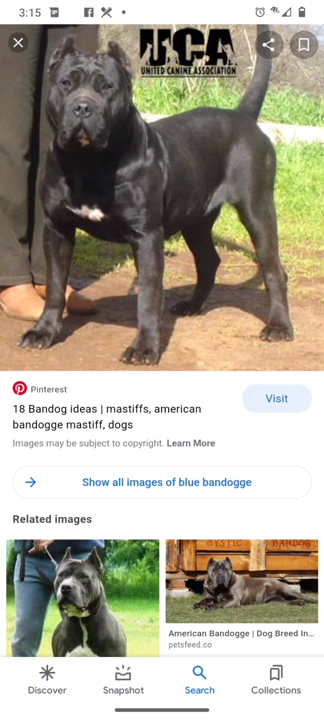 3:15
4G
UCA
UNITED CANINE ASSOCIATION
Pinterest
18 Bandog ideas | mastiffs, american
bandogge mastiff, dogs
Visit
Images may be subject to copyright. Learn More
Show all images of blue bandogge
Related images
MYSTIC BANDOG
American Bandogge | Dog Breed In...
petsfeed.co
Discover
Snapshot
Search
Collections